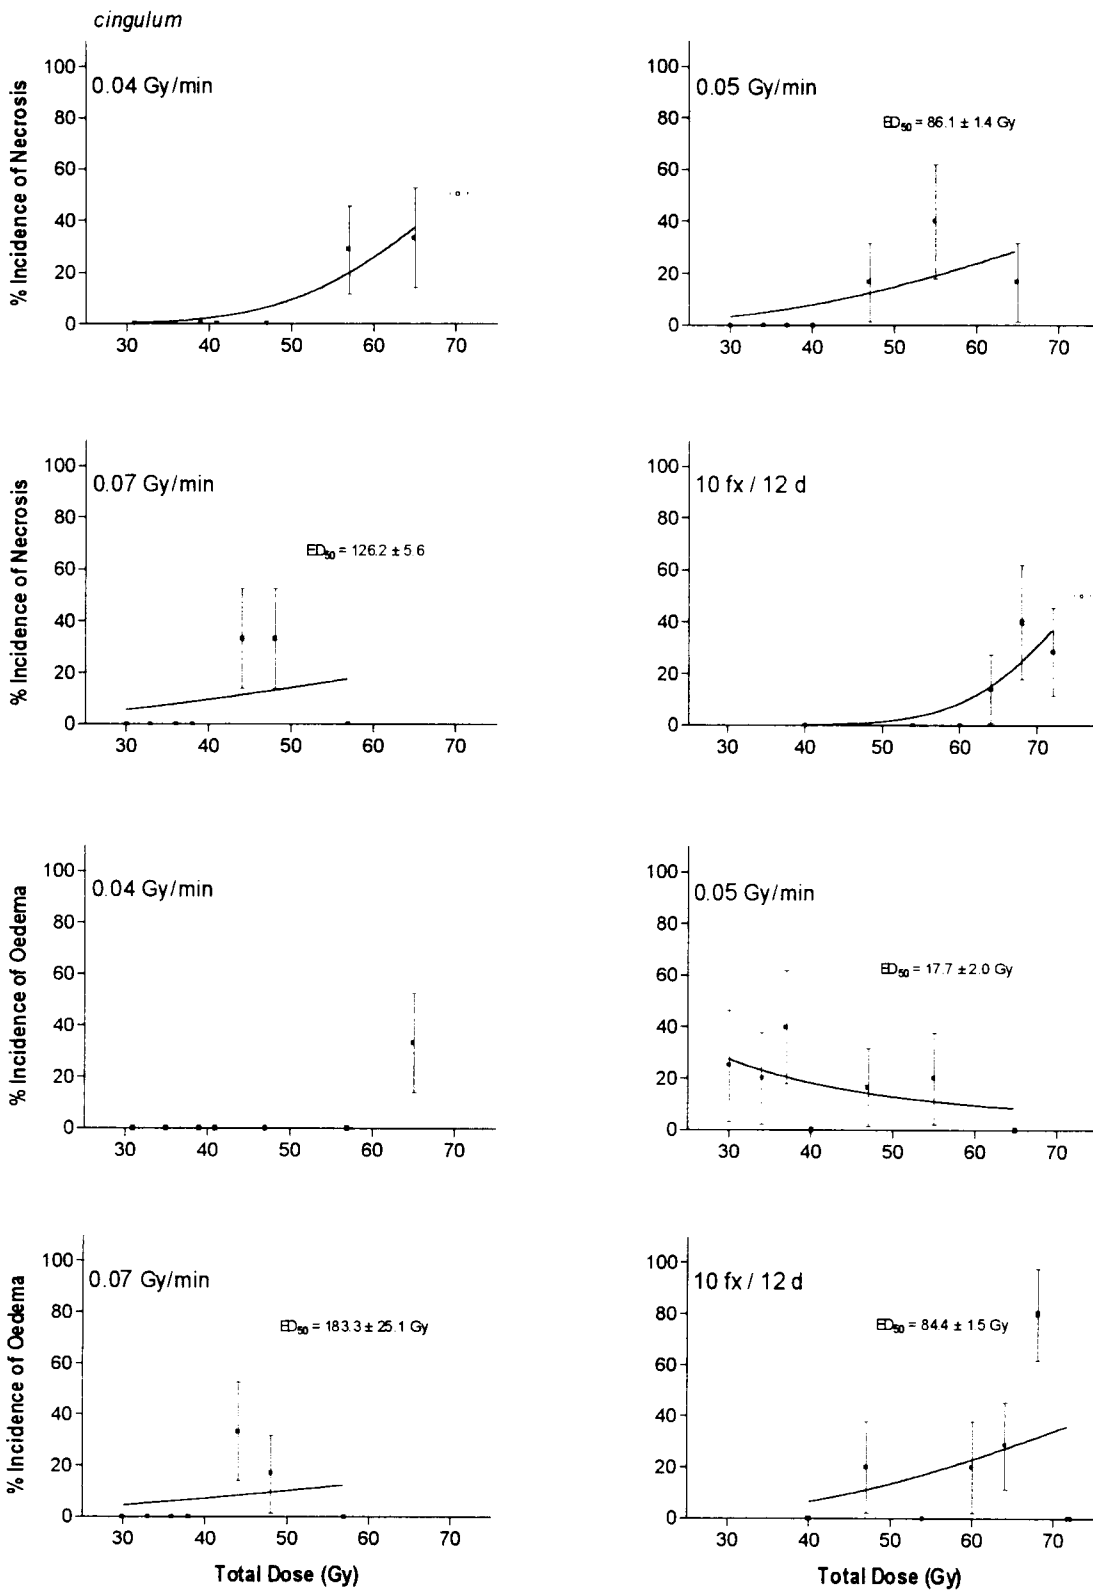 cingulum
% Incidence of Necrosis
0.04 Gy/min
100
80
60
40
20
0
30 40 50 60 70
0.05 Gy/min
ED50 = 86.1 ± 1.4 Gy
100
80
60
40
20
0
30 40 50 60 70
% Incidence of Necrosis
0.07 Gy/min
ED50 = 126.2 ± 5.6
100
80
60
40
20
0
30 40 50 60 70
10 fx / 12 d
100
80
60
40
20
0
30 40 50 60 70
% Incidence of Oedema
0.04 Gy/min
100
80
60
40
20
0
30 40 50 60 70
0.05 Gy/min
ED50 = 17.7 ± 2.0 Gy
100
80
60
40
20
0
30 40 50 60 70
% Incidence of Oedema
0.07 Gy/min
ED50 = 183.3 ± 25.1 Gy
100
80
60
40
20
0
30 40 50 60 70
Total Dose (Gy)
10 fx / 12 d
ED50 = 84.4 ± 1.5 Gy
100
80
60
40
20
0
30 40 50 60 70
Total Dose (Gy)